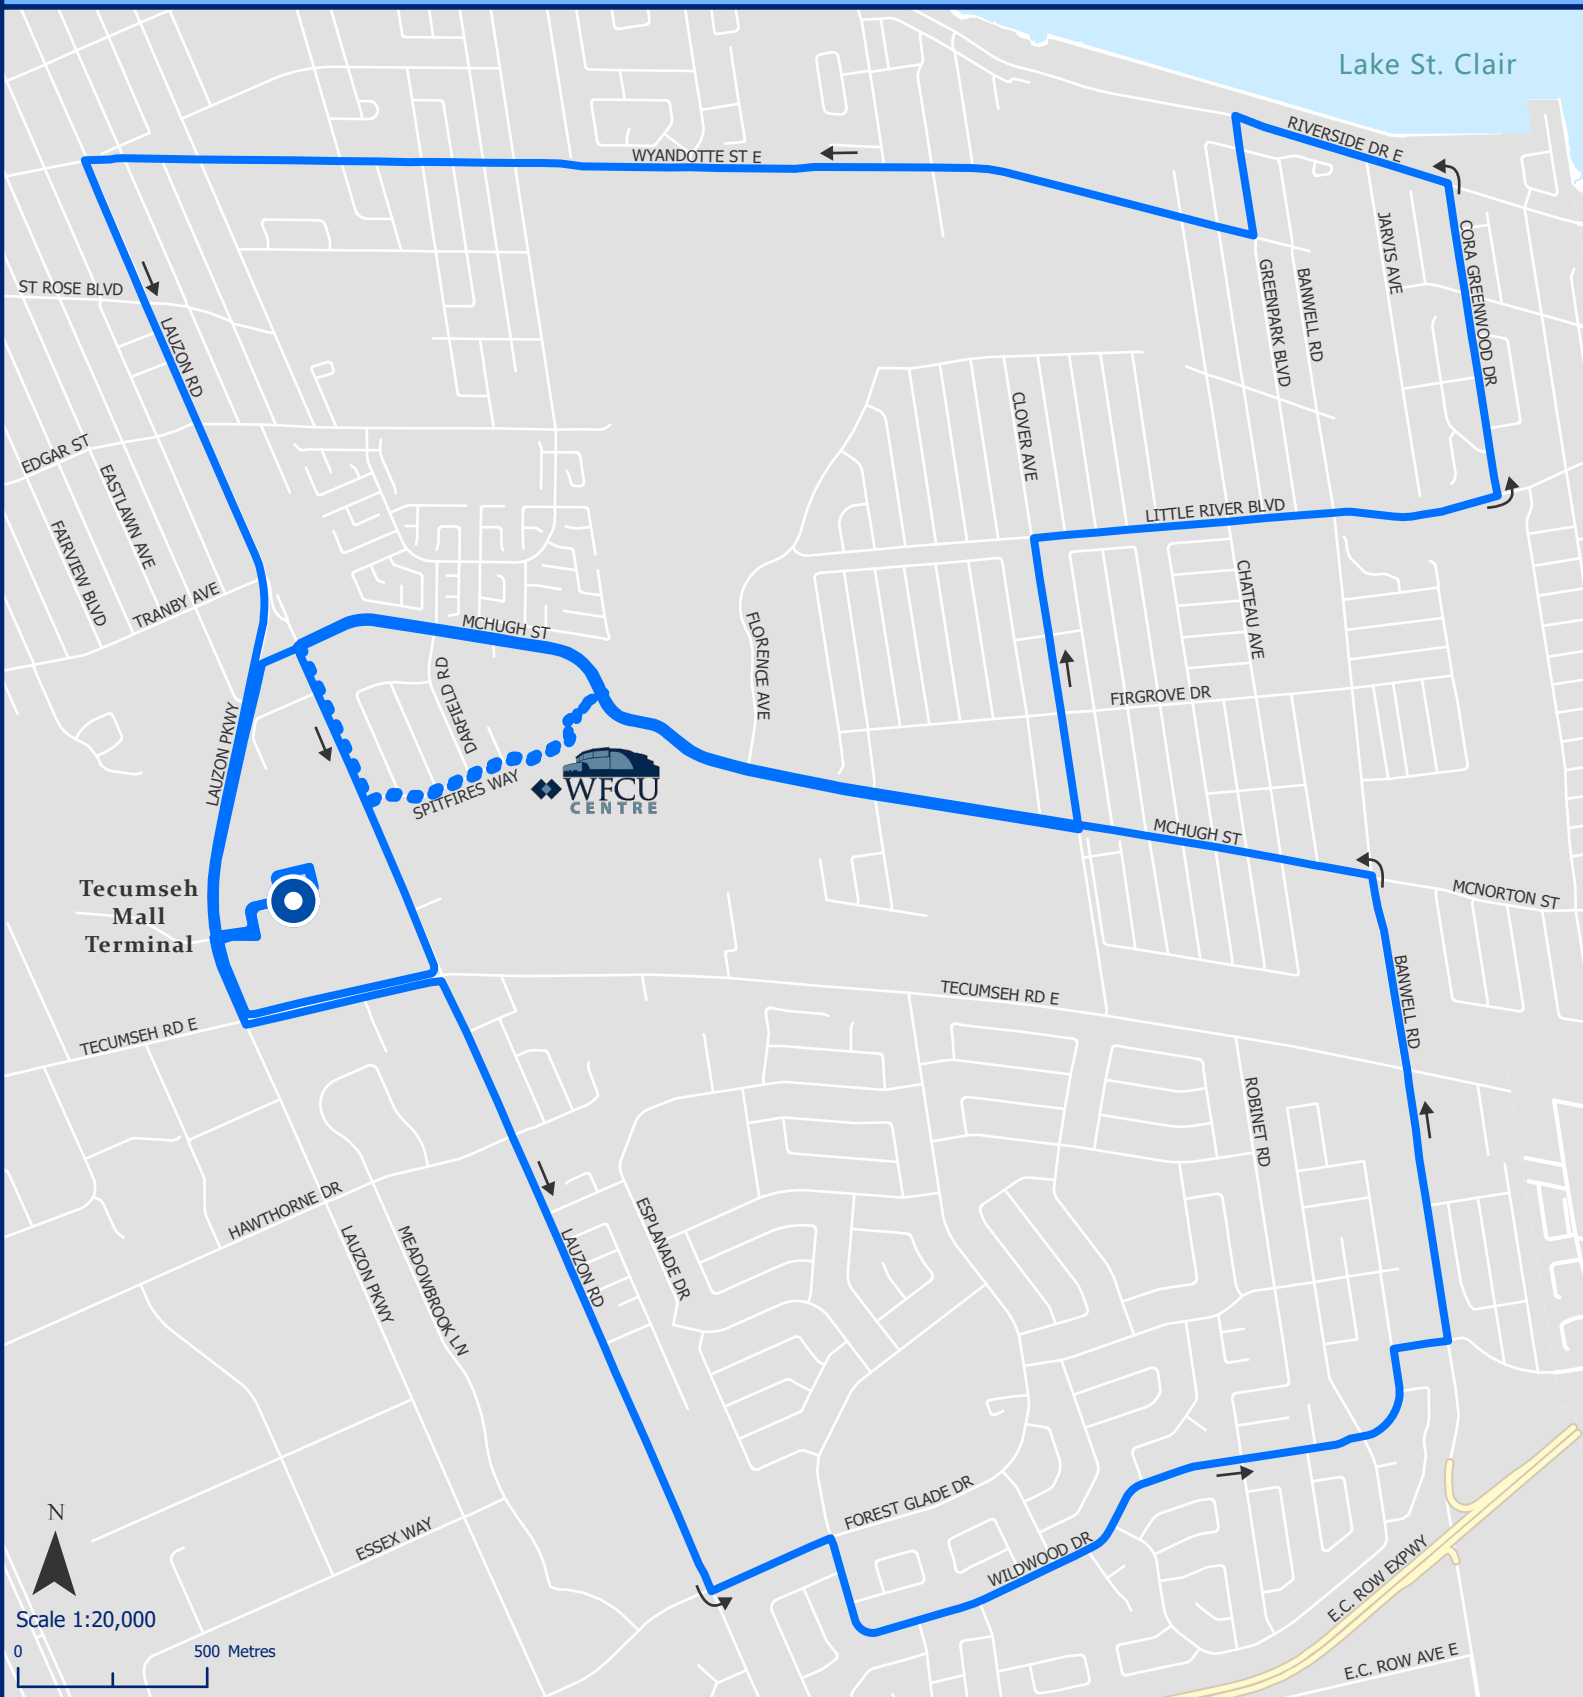 Lake St. Clair
RIVERSIDE DR E
WYANDOTTE ST E
CORA GREENWOOD DR
JARVIS AVE
GREENPARK BLVD
BANWELL RD
ST ROSE BLVD
LAUZON RD
CLOVER AVE
EDGAR ST
EASTLAWN AVE
FAIRVIEW BLVD
LITTLE RIVER BLVD
TRANBY AVE
CHATEAU AVE
MCHUGH ST
FLORENCE AVE
DARFIELD RD
FIRGROVE DR
LAUZON PKWY
SPITFIRES WAY
WFCU
CENTRE
MCHUGH ST
Tecumseh
Mall
Terminal
MCNORTON ST
BANWELL RD
TECUMSEH RD E
TECUMSEH RD E
ROBINET RD
HAWTHORNE DR
LAUZON PKWY
MEADOWBROOK LN
LAUZON RD
ESPLANADE DR
FOREST GLADE DR
WILDWOOD DR
ESSEX WAY
E.C. ROW EXPWY
E.C. ROW AVE E
N
Scale 1:20,000
0 500 Metres